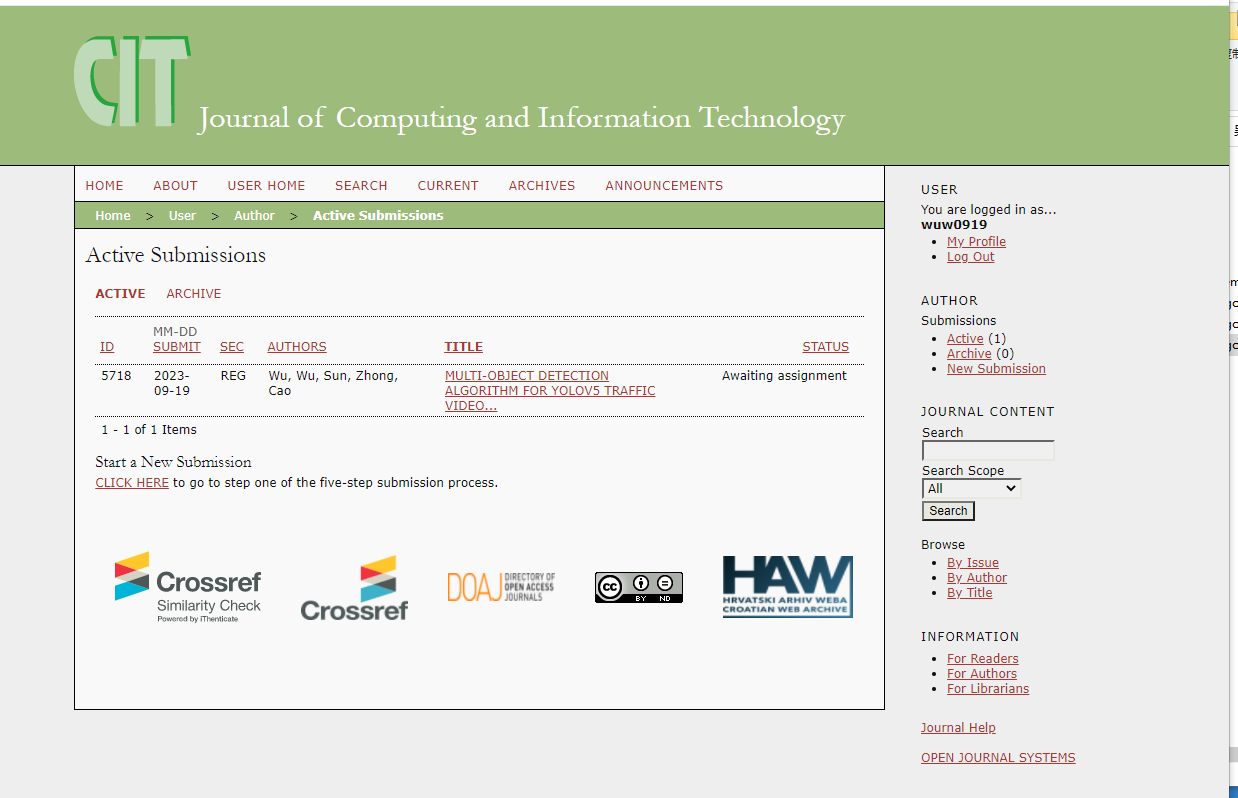 CIT
Journal of Computing and Information Technology
HOME ABOUT USER HOME SEARCH CURRENT ARCHIVES ANNOUNCEMENTS
Home > User > Author > Active Submissions
Active Submissions
ACTIVE ARCHIVE
MM-DD
ID SUBMIT SEC AUTHORS TITLE STATUS
5718 2023- REG Wu, Wu, Sun, Zhong, MULTI-OBJECT DETECTION Awaiting assignment
09-19 Cao ALGORITHM FOR YOLOV5 TRAFFIC
VIDEO...
1 - 1 of 1 Items
Start a New Submission
CLICK HERE to go to step one of the five-step submission process.
Crossref
Similarity Check
Powered by iThenticate
Crossref
DOAJ DIRECTORY OF
OPEN ACCESS
JOURNALS
cc
BY ND
HAW
HRVATSKI ARHIV WEBA
CROATIAN WEB ARCHIVE
USER
You are logged in as...
wuw0919
My Profile
Log Out
AUTHOR
Submissions
Active (1)
Archive (0)
New Submission
JOURNAL CONTENT
Search
Search Scope
All
Search
Browse
By Issue
By Author
By Title
INFORMATION
For Readers
For Authors
For Librarians
Journal Help
OPEN JOURNAL SYSTEMS